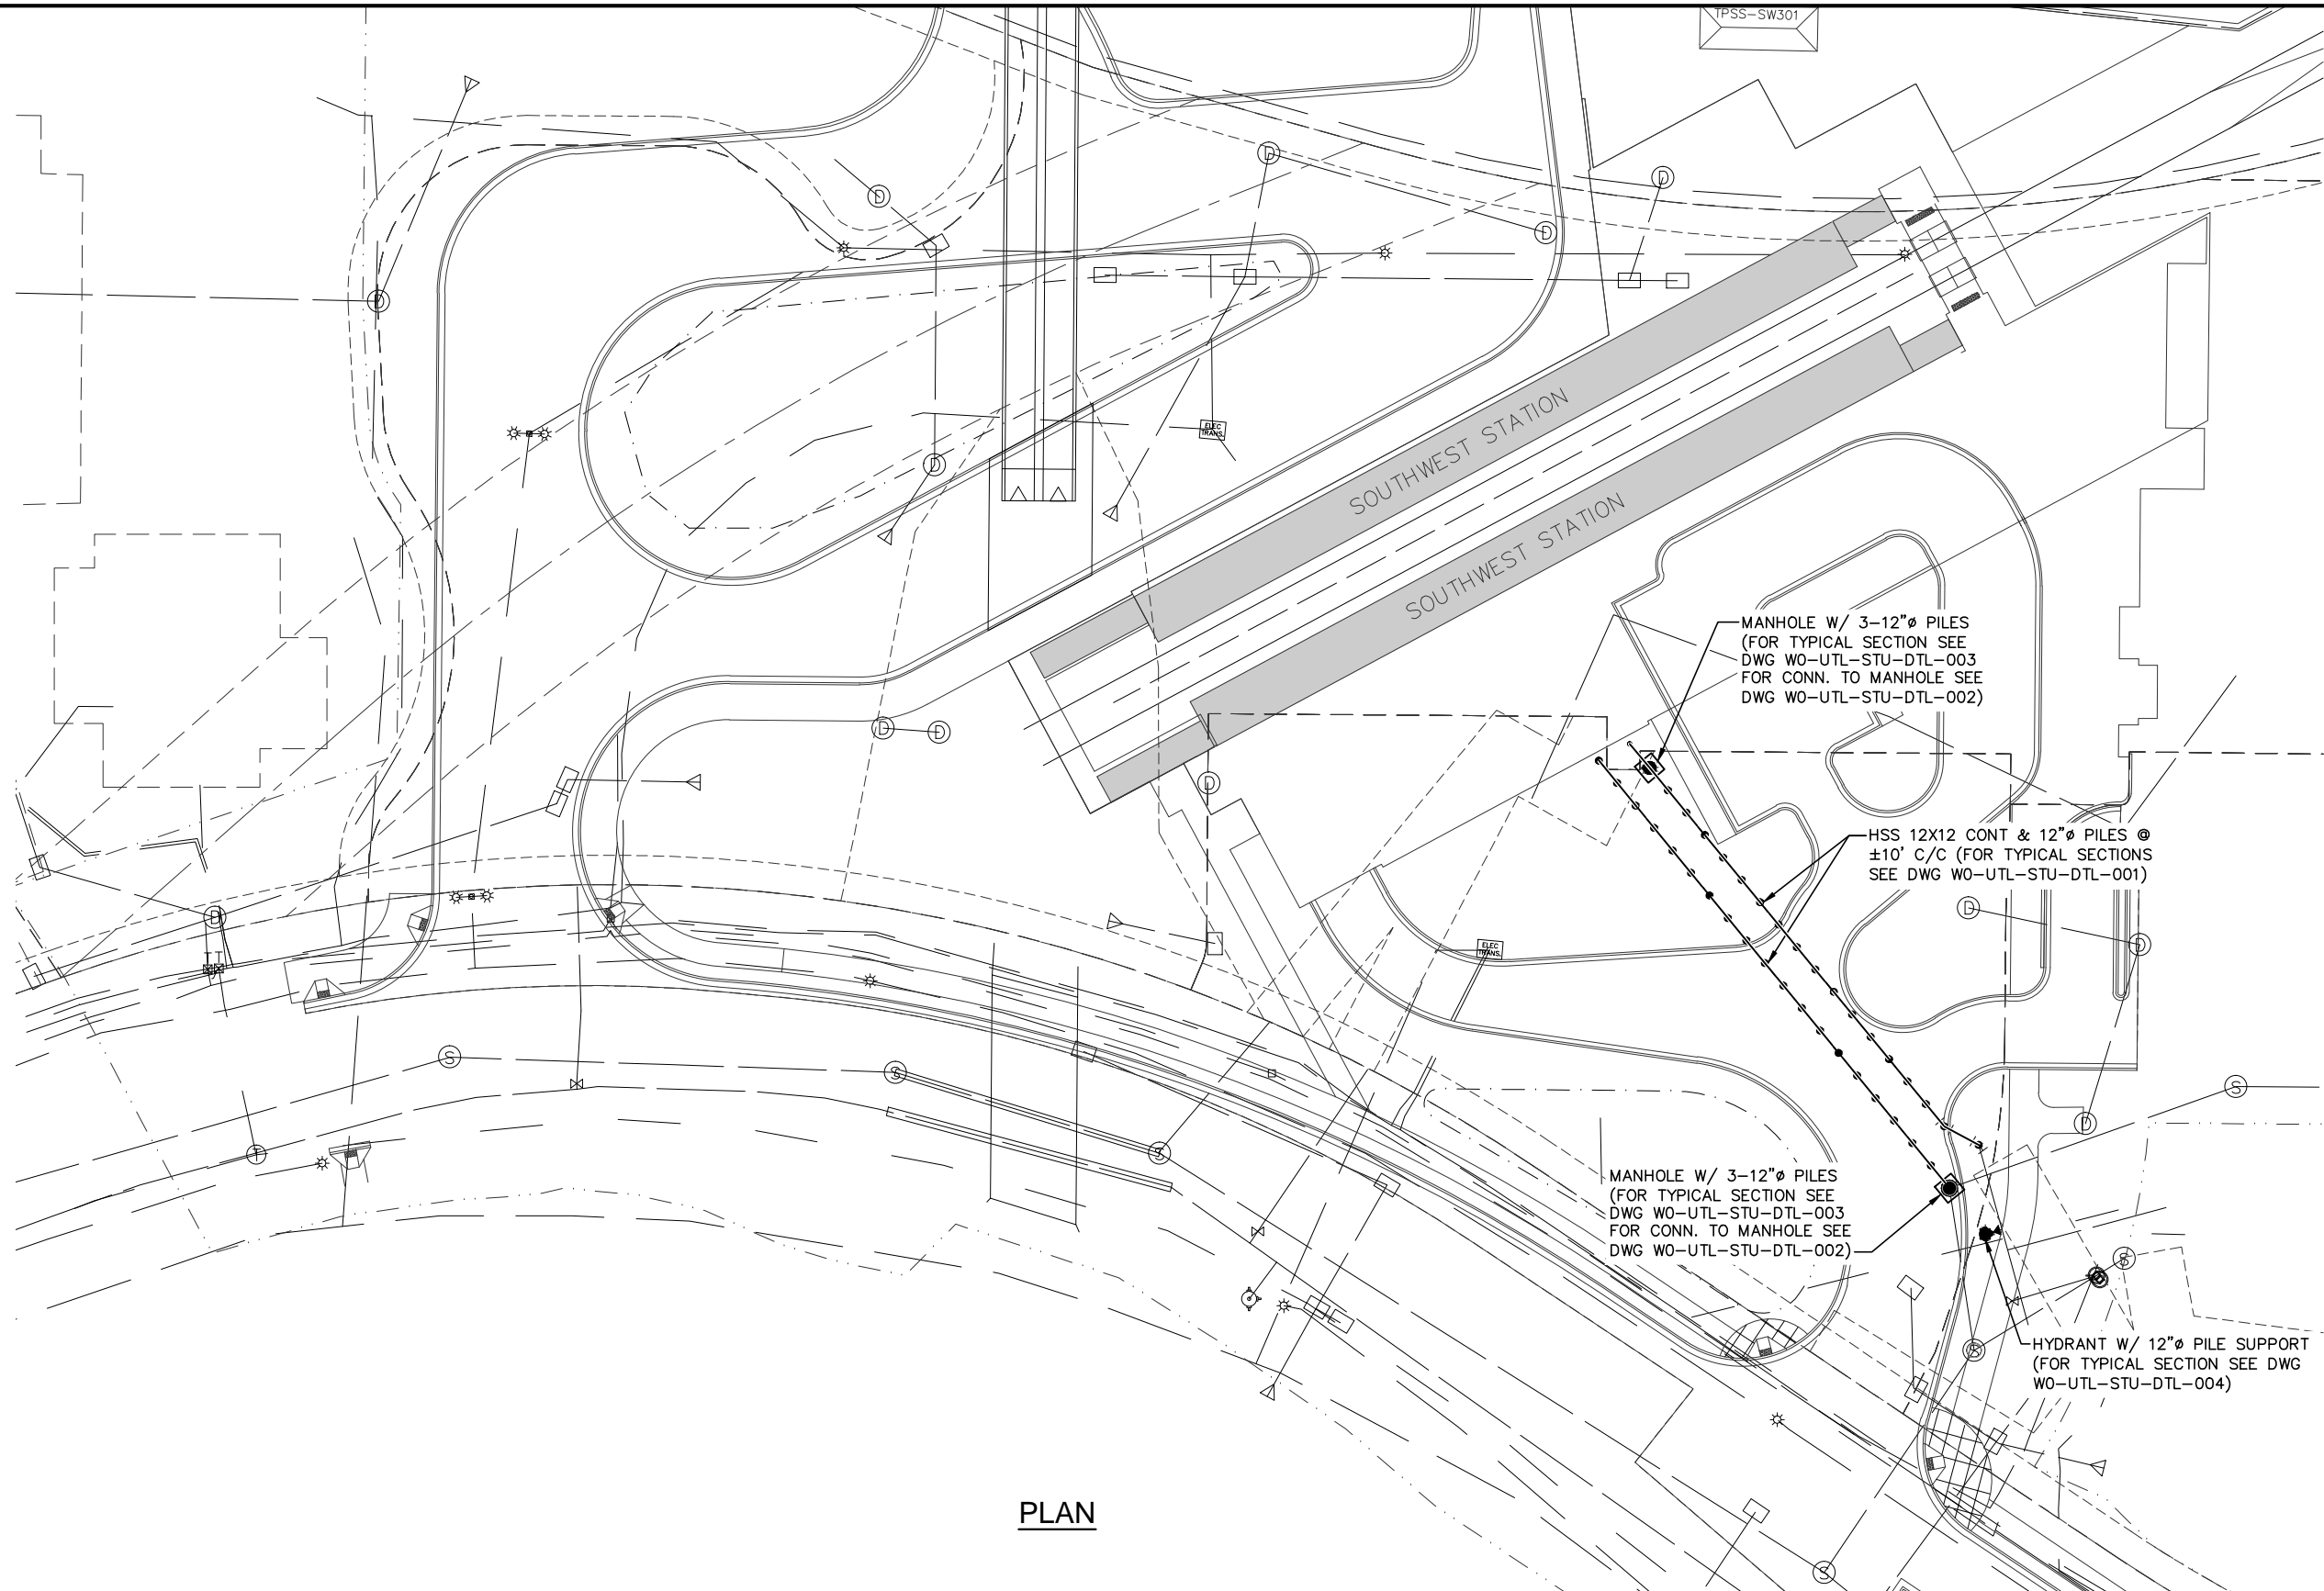 TPSS-SW301
D
D
D
D
D
D
ELEC
TRANS.
D
SOUTHWEST STATION
SOUTHWEST STATION
MANHOLE W/ 3-12"ø PILES
(FOR TYPICAL SECTION SEE
DWG W0-UTL-STU-DTL-003
FOR CONN. TO MANHOLE SEE
DWG W0-UTL-STU-DTL-002)
D
D
D
HSS 12X12 CONT & 12"ø PILES @
±10' C/C (FOR TYPICAL SECTIONS
SEE DWG W0-UTL-STU-DTL-001)
D
D
D
ELEC
TRANS.
T T
S
S
S
D
T
S
MANHOLE W/ 3-12"ø PILES
(FOR TYPICAL SECTION SEE
DWG W0-UTL-STU-DTL-003
FOR CONN. TO MANHOLE SEE
DWG W0-UTL-STU-DTL-002)
S
S
HYDRANT W/ 12"ø PILE SUPPORT
(FOR TYPICAL SECTION SEE DWG
W0-UTL-STU-DTL-004)
PLAN
S